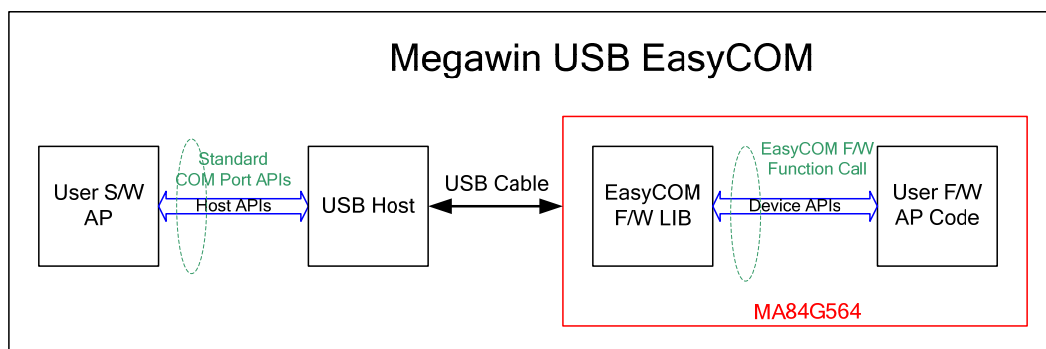 Megawin USB EasyCOM
User S/W
AP
Standard
COM Port APIs
Host APIs
USB Host
USB Cable
EasyCOM
F/W LIB
EasyCOM F/W
Function Call
Device APIs
User F/W
AP Code
MA84G564